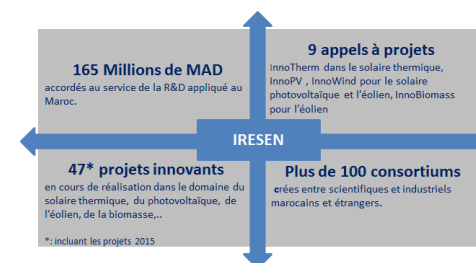 165 Millions de MAD
accordés au service de la R&D appliqué au
Maroc.
9 appels à projets
InnoTherm dans le solaire thermique,
InnoPV , InnoWind pour le solaire
photovoltaïque et l'éolien, InnoBiomass
pour l'éolien
IRESEN
47* projets innovants
en cours de réalisation dans le domaine du
solaire thermique, du photovoltaïque, de
l'éolien, de la biomasse,..
*: incluant les projets 2015
Plus de 100 consortiums
crées entre scientifiques et industriels
marocains et étrangers.